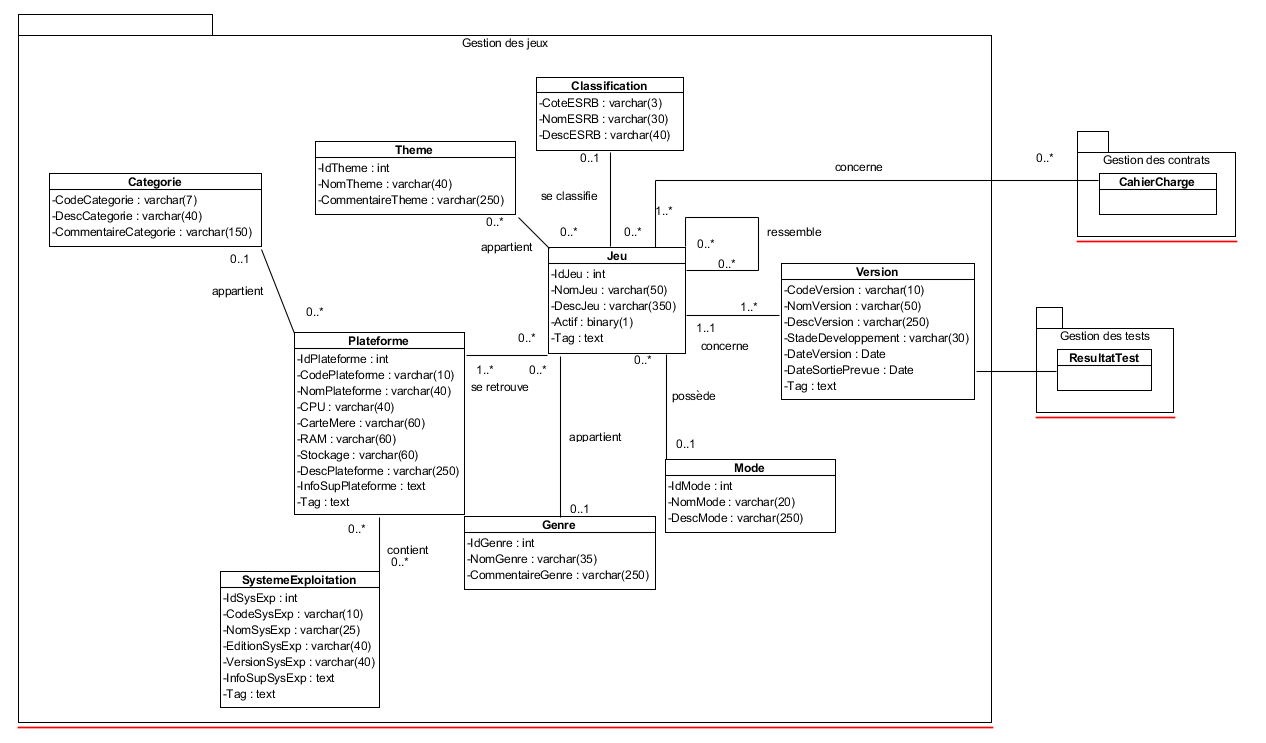 Gestion des jeux
Classification
-CoteESRB : varchar(3)
-NomESRB : varchar(30)
-DescESRB : varchar(40)
0..1
se classifie
0..*
Theme
-IdTheme : int
-NomTheme : varchar(40)
-CommentaireTheme : varchar(250)
0..*
appartient
0..*
Categorie
-CodeCategorie : varchar(7)
-DescCategorie : varchar(40)
-CommentaireCategorie : varchar(150)
0..1
appartient
0..*
concerne
0..*
1..*
Gestion des contrats
CahierCharge
ressemble
0..*
0..*
Jeu
-IdJeu : int
-NomJeu : varchar(50)
-DescJeu : varchar(350)
-Actif : binary(1)
-Tag : text
1..*
1..1
concerne
Version
-CodeVersion : varchar(10)
-NomVersion : varchar(50)
-DescVersion : varchar(250)
-StadeDeveloppement : varchar(30)
-DateVersion : Date
-DateSortiePrevue : Date
-Tag : text
Gestion des tests
ResultatTest
Plateforme
-IdPlateforme : int
-CodePlateforme : varchar(10)
-NomPlateforme : varchar(40)
-CPU : varchar(40)
-CarteMere : varchar(60)
-RAM : varchar(60)
-Stockage : varchar(60)
-DescPlateforme : varchar(250)
-InfoSupPlateforme : text
-Tag : text
0..*
1..*
se retrouve
0..*
appartient
0..1
0..*
possède
0..1
Mode
-IdMode : int
-NomMode : varchar(20)
-DescMode : varchar(250)
Genre
-IdGenre : int
-NomGenre : varchar(35)
-CommentaireGenre : varchar(250)
0..*
contient
0..*
SystemeExploitation
-IdSysExp : int
-CodeSysExp : varchar(10)
-NomSysExp : varchar(25)
-EditionSysExp : varchar(40)
-VersionSysExp : varchar(40)
-InfoSupSysExp : text
-Tag : text